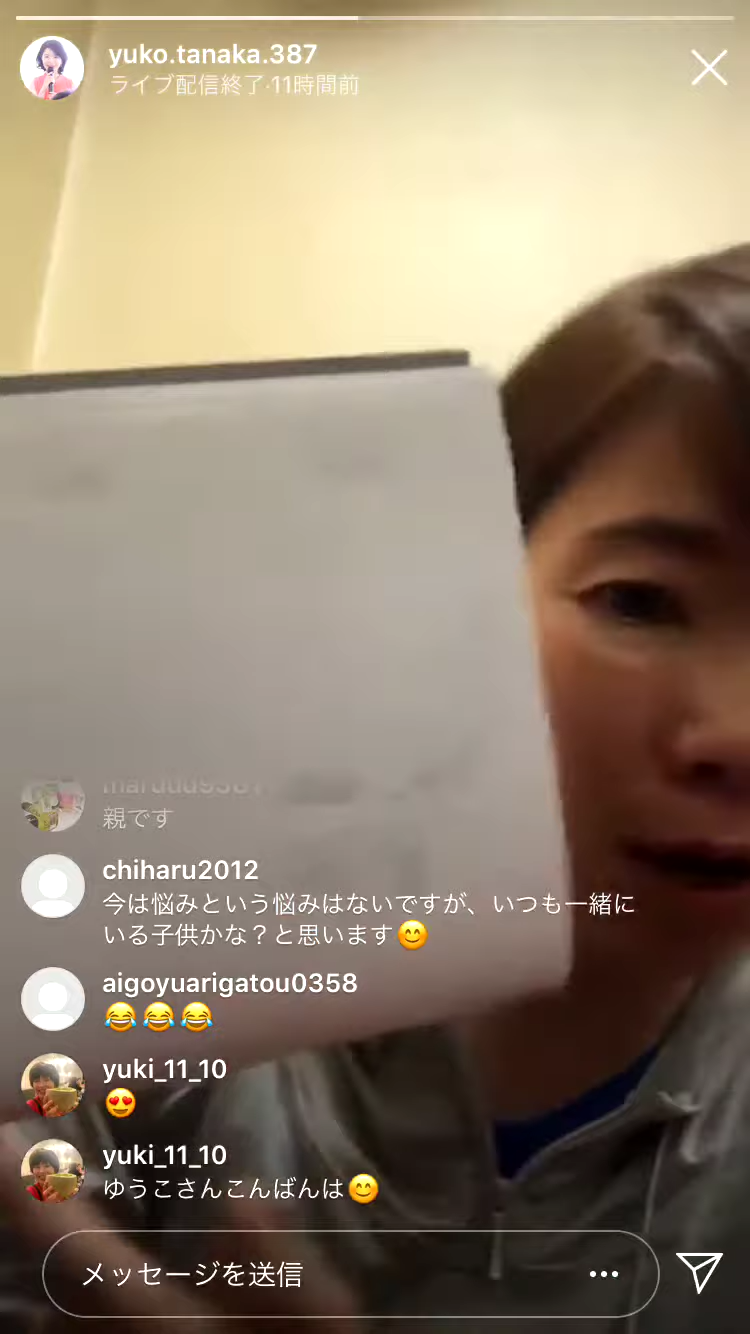 yuko.tanaka.387
ライブ配信終了·11時間前
親です
chiharu2012
今は悩みという悩みはないですが、いつも一緒に
いる子供かな？と思います😊
aigoyuarigatou0358
😂😂😂
yuki_11_10
😍
yuki_11_10
ゆうこさんこんばんは😊
メッセージを送信